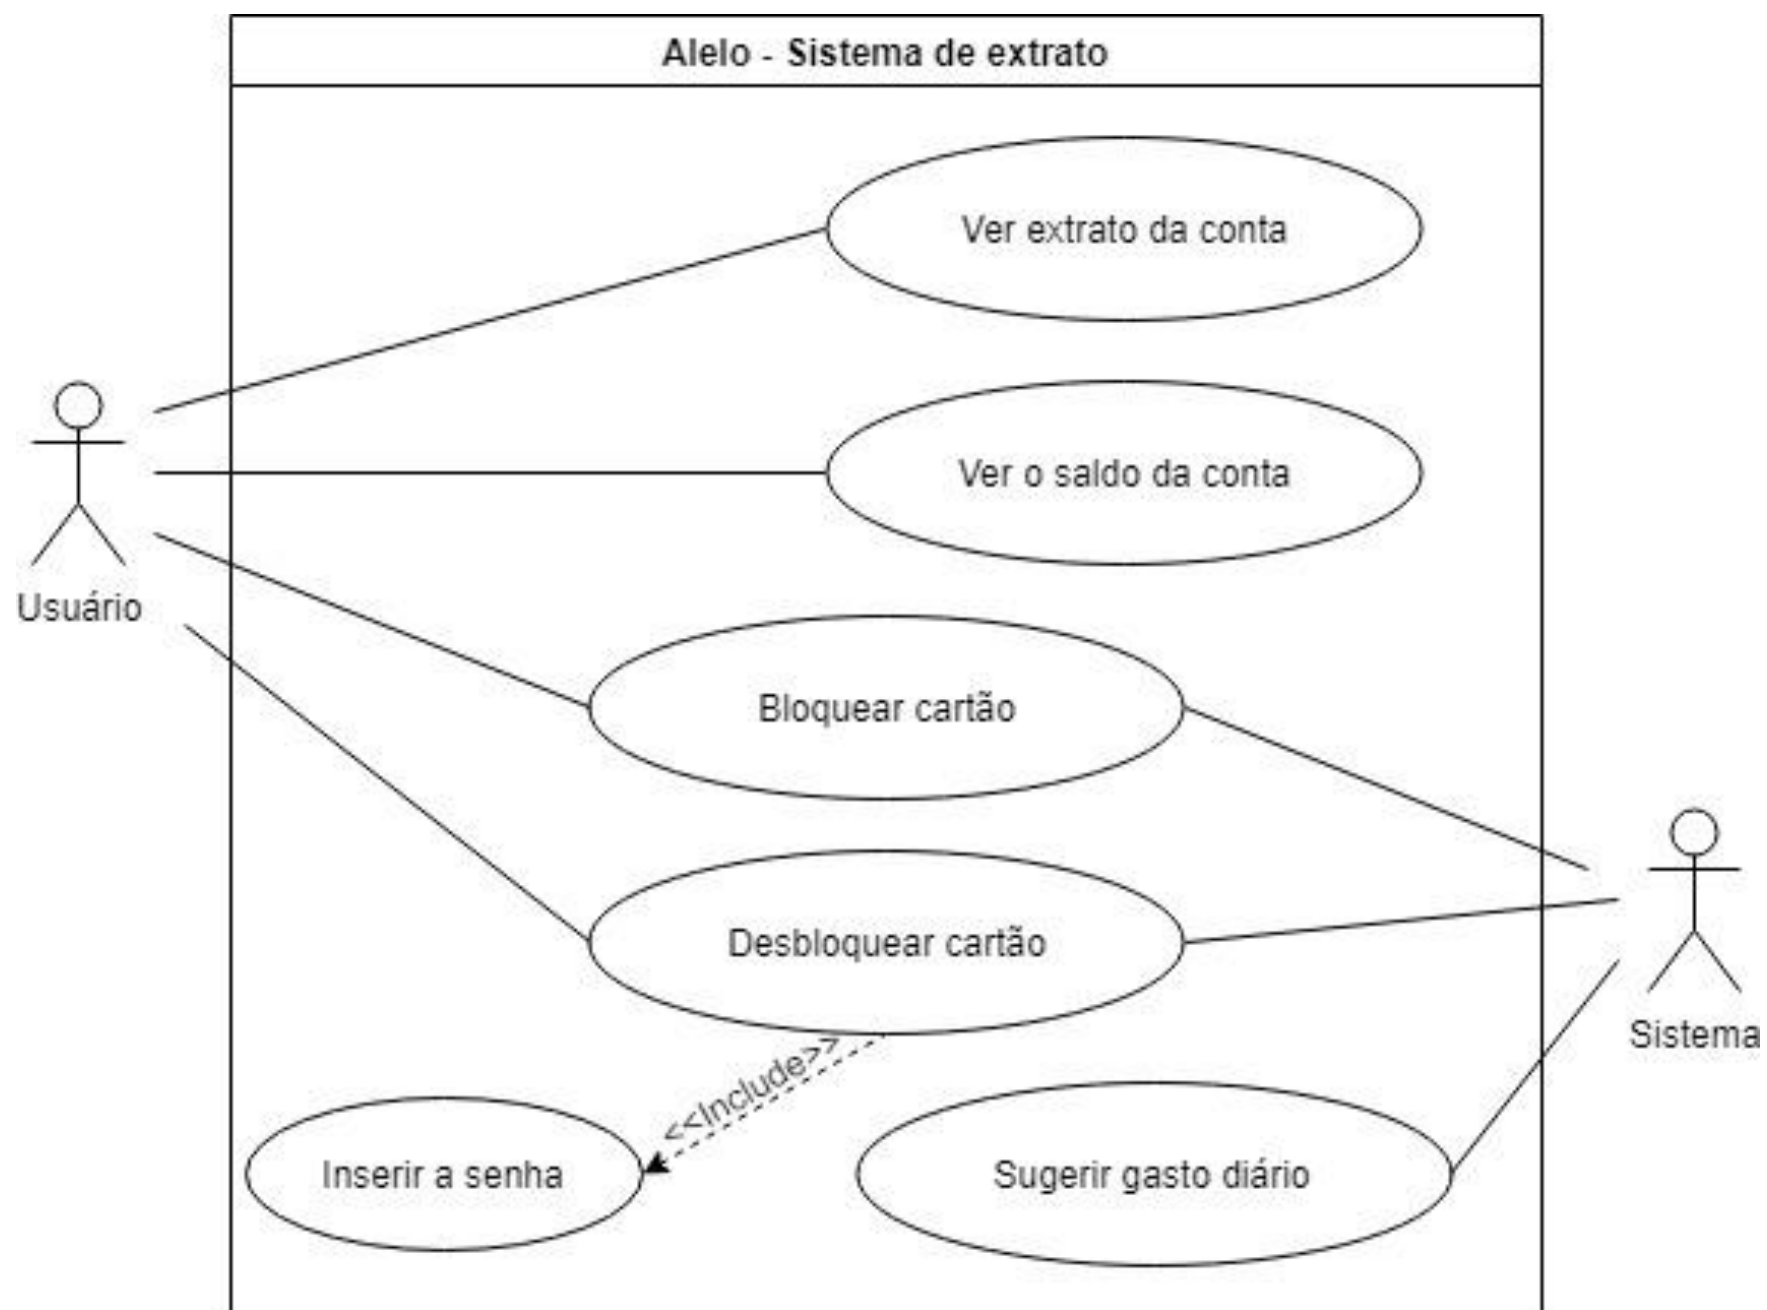 Alelo - Sistema de extrato
Ver extrato da conta
Ver o saldo da conta
Usuário
Bloquear cartão
Desbloquear cartão
Sistema
<<Include>>
Inserir a senha
Sugerir gasto diário